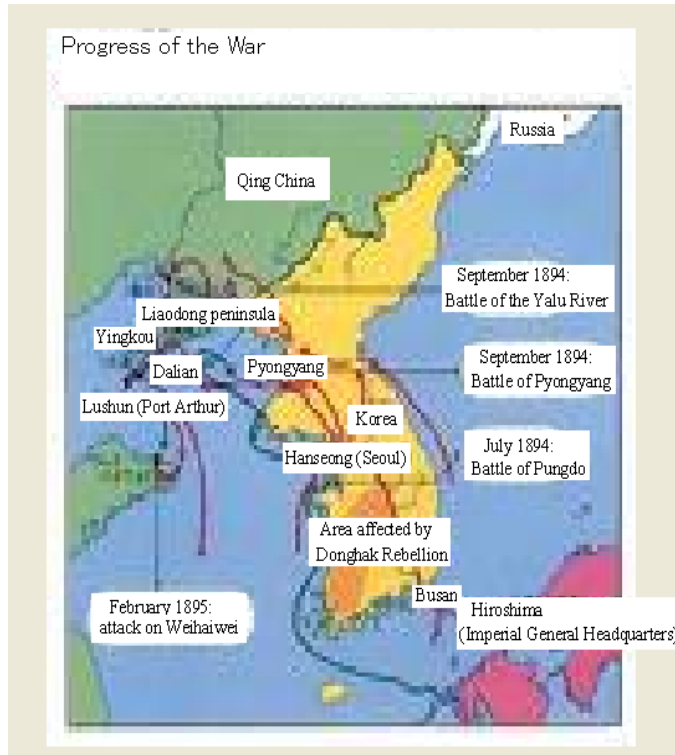 Progress of the War
Russia
Qing China
September 1894:
Battle of the Yalu River
Liaodong peninsula
Yingkou
September 1894:
Battle of Pyongyang
Dalian
Pyongyang
Lushun (Port Arthur)
Korea
July 1894:
Battle of Pungdo
Hanseong (Seoul)
Area affected by
Donghak Rebellion
Busan
February 1895:
attack on Weihaiwei
Hiroshima
(Imperial General Headquarters)